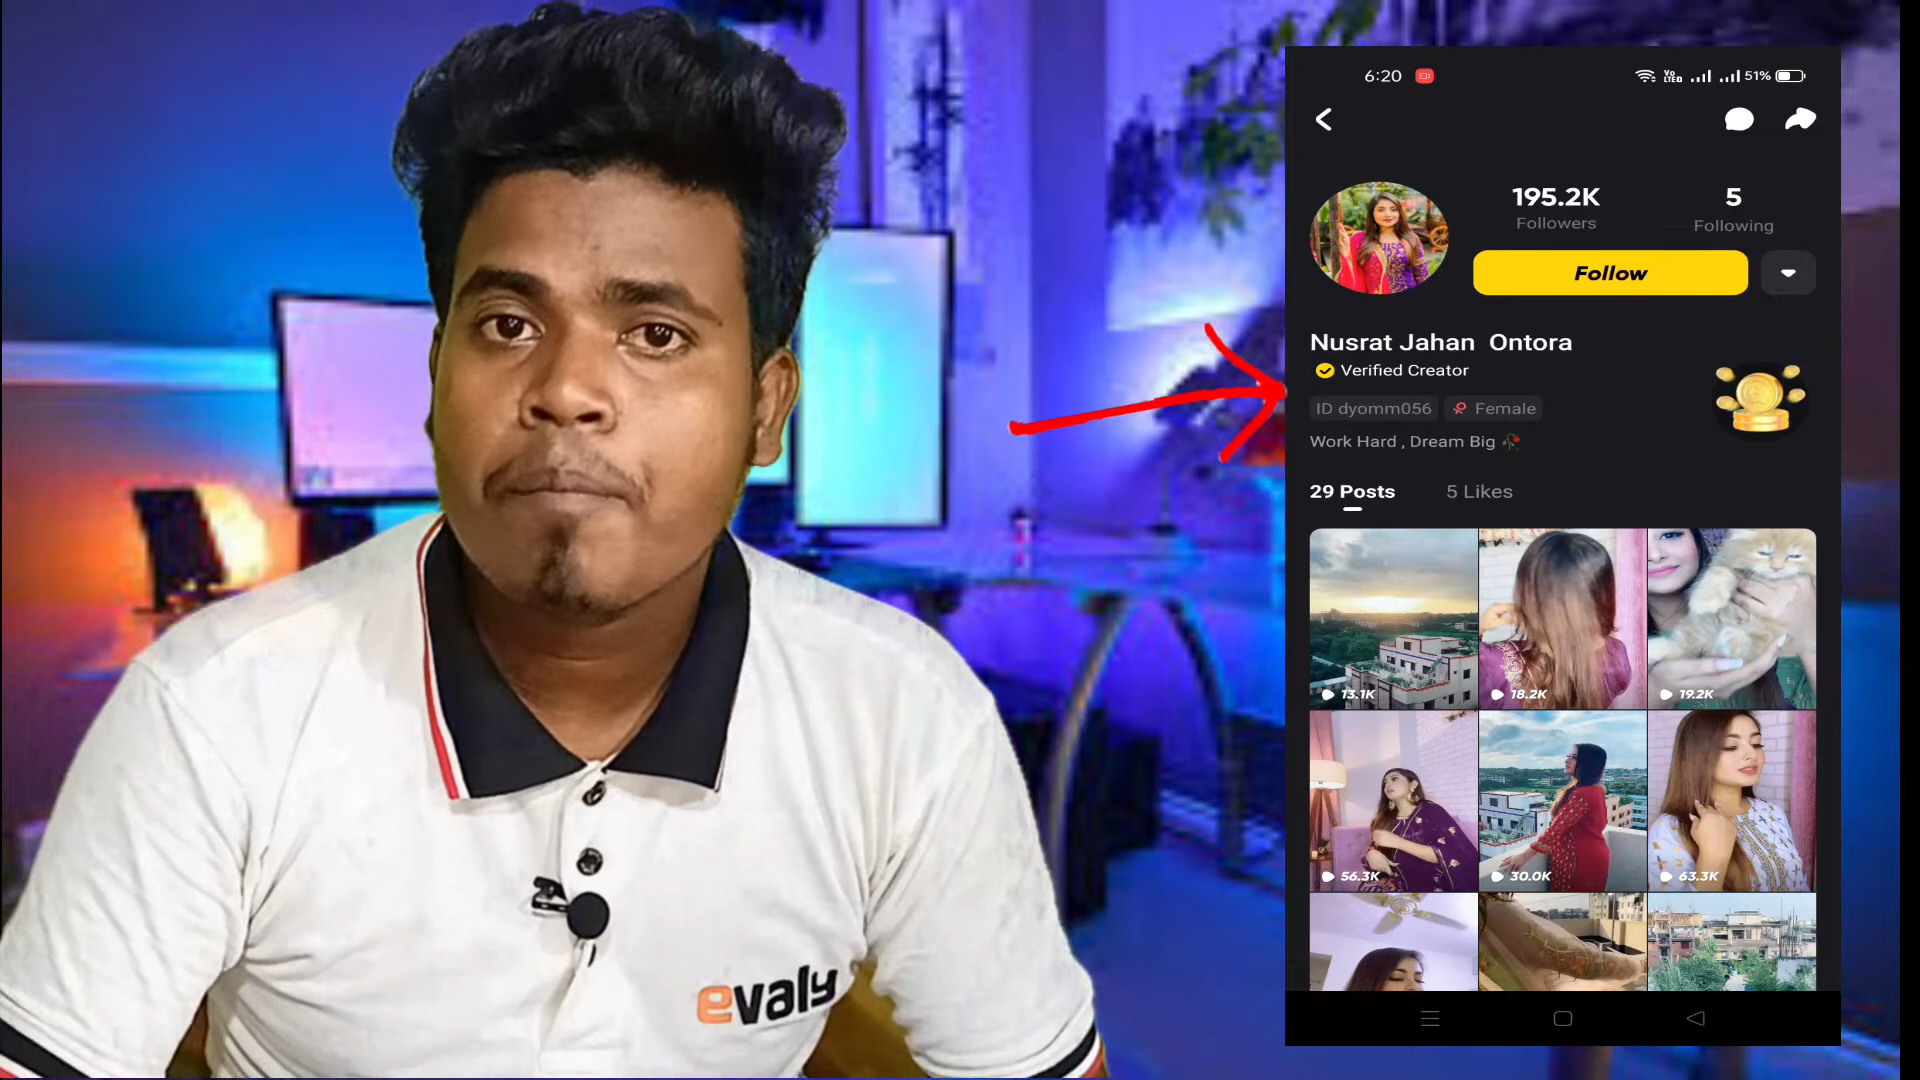 6:20
Vo LTE 51%
195.2K
5
Followers
Following
Follow
Nusrat Jahan Ontora
Verified Creator
ID dyomm056
Female
Work Hard , Dream Big
29 Posts
5 Likes
13.1K
18.2K
19.2K
56.3K
30.0K
63.3K
evaly